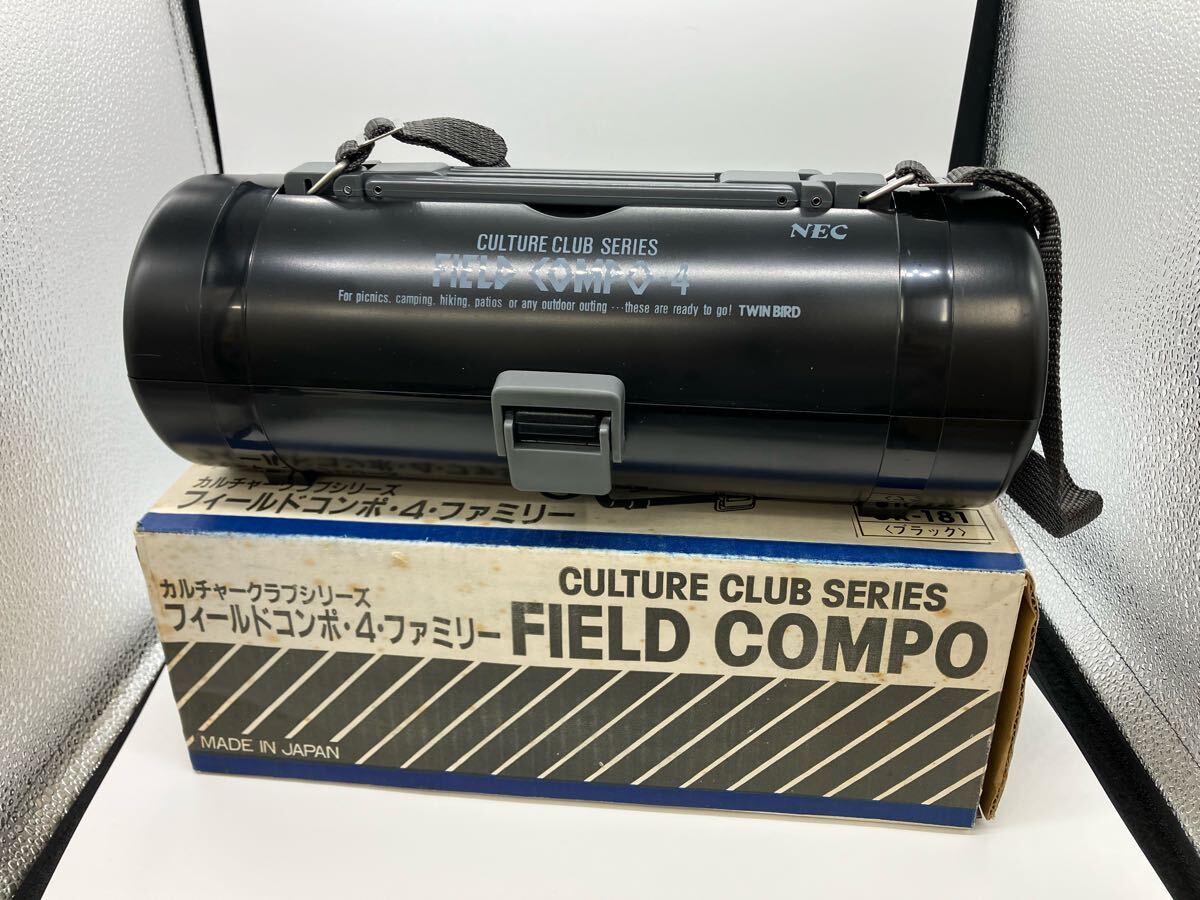 NEC
CULTURE CLUB SERIES
FIELD COMPO-4
For picnics, camping, hiking, patios or any outdoor outing ···these are ready to go! TWINBIRD
カルチャークラブシリーズ
フィールドコンポ・4・ファミリー
-181
〈ブラック〉
カルチャークラブシリーズ
フィールドコンポ・4・ファミリー
CULTURE CLUB SERIES
FIELD COMPO
MADE IN JAPAN